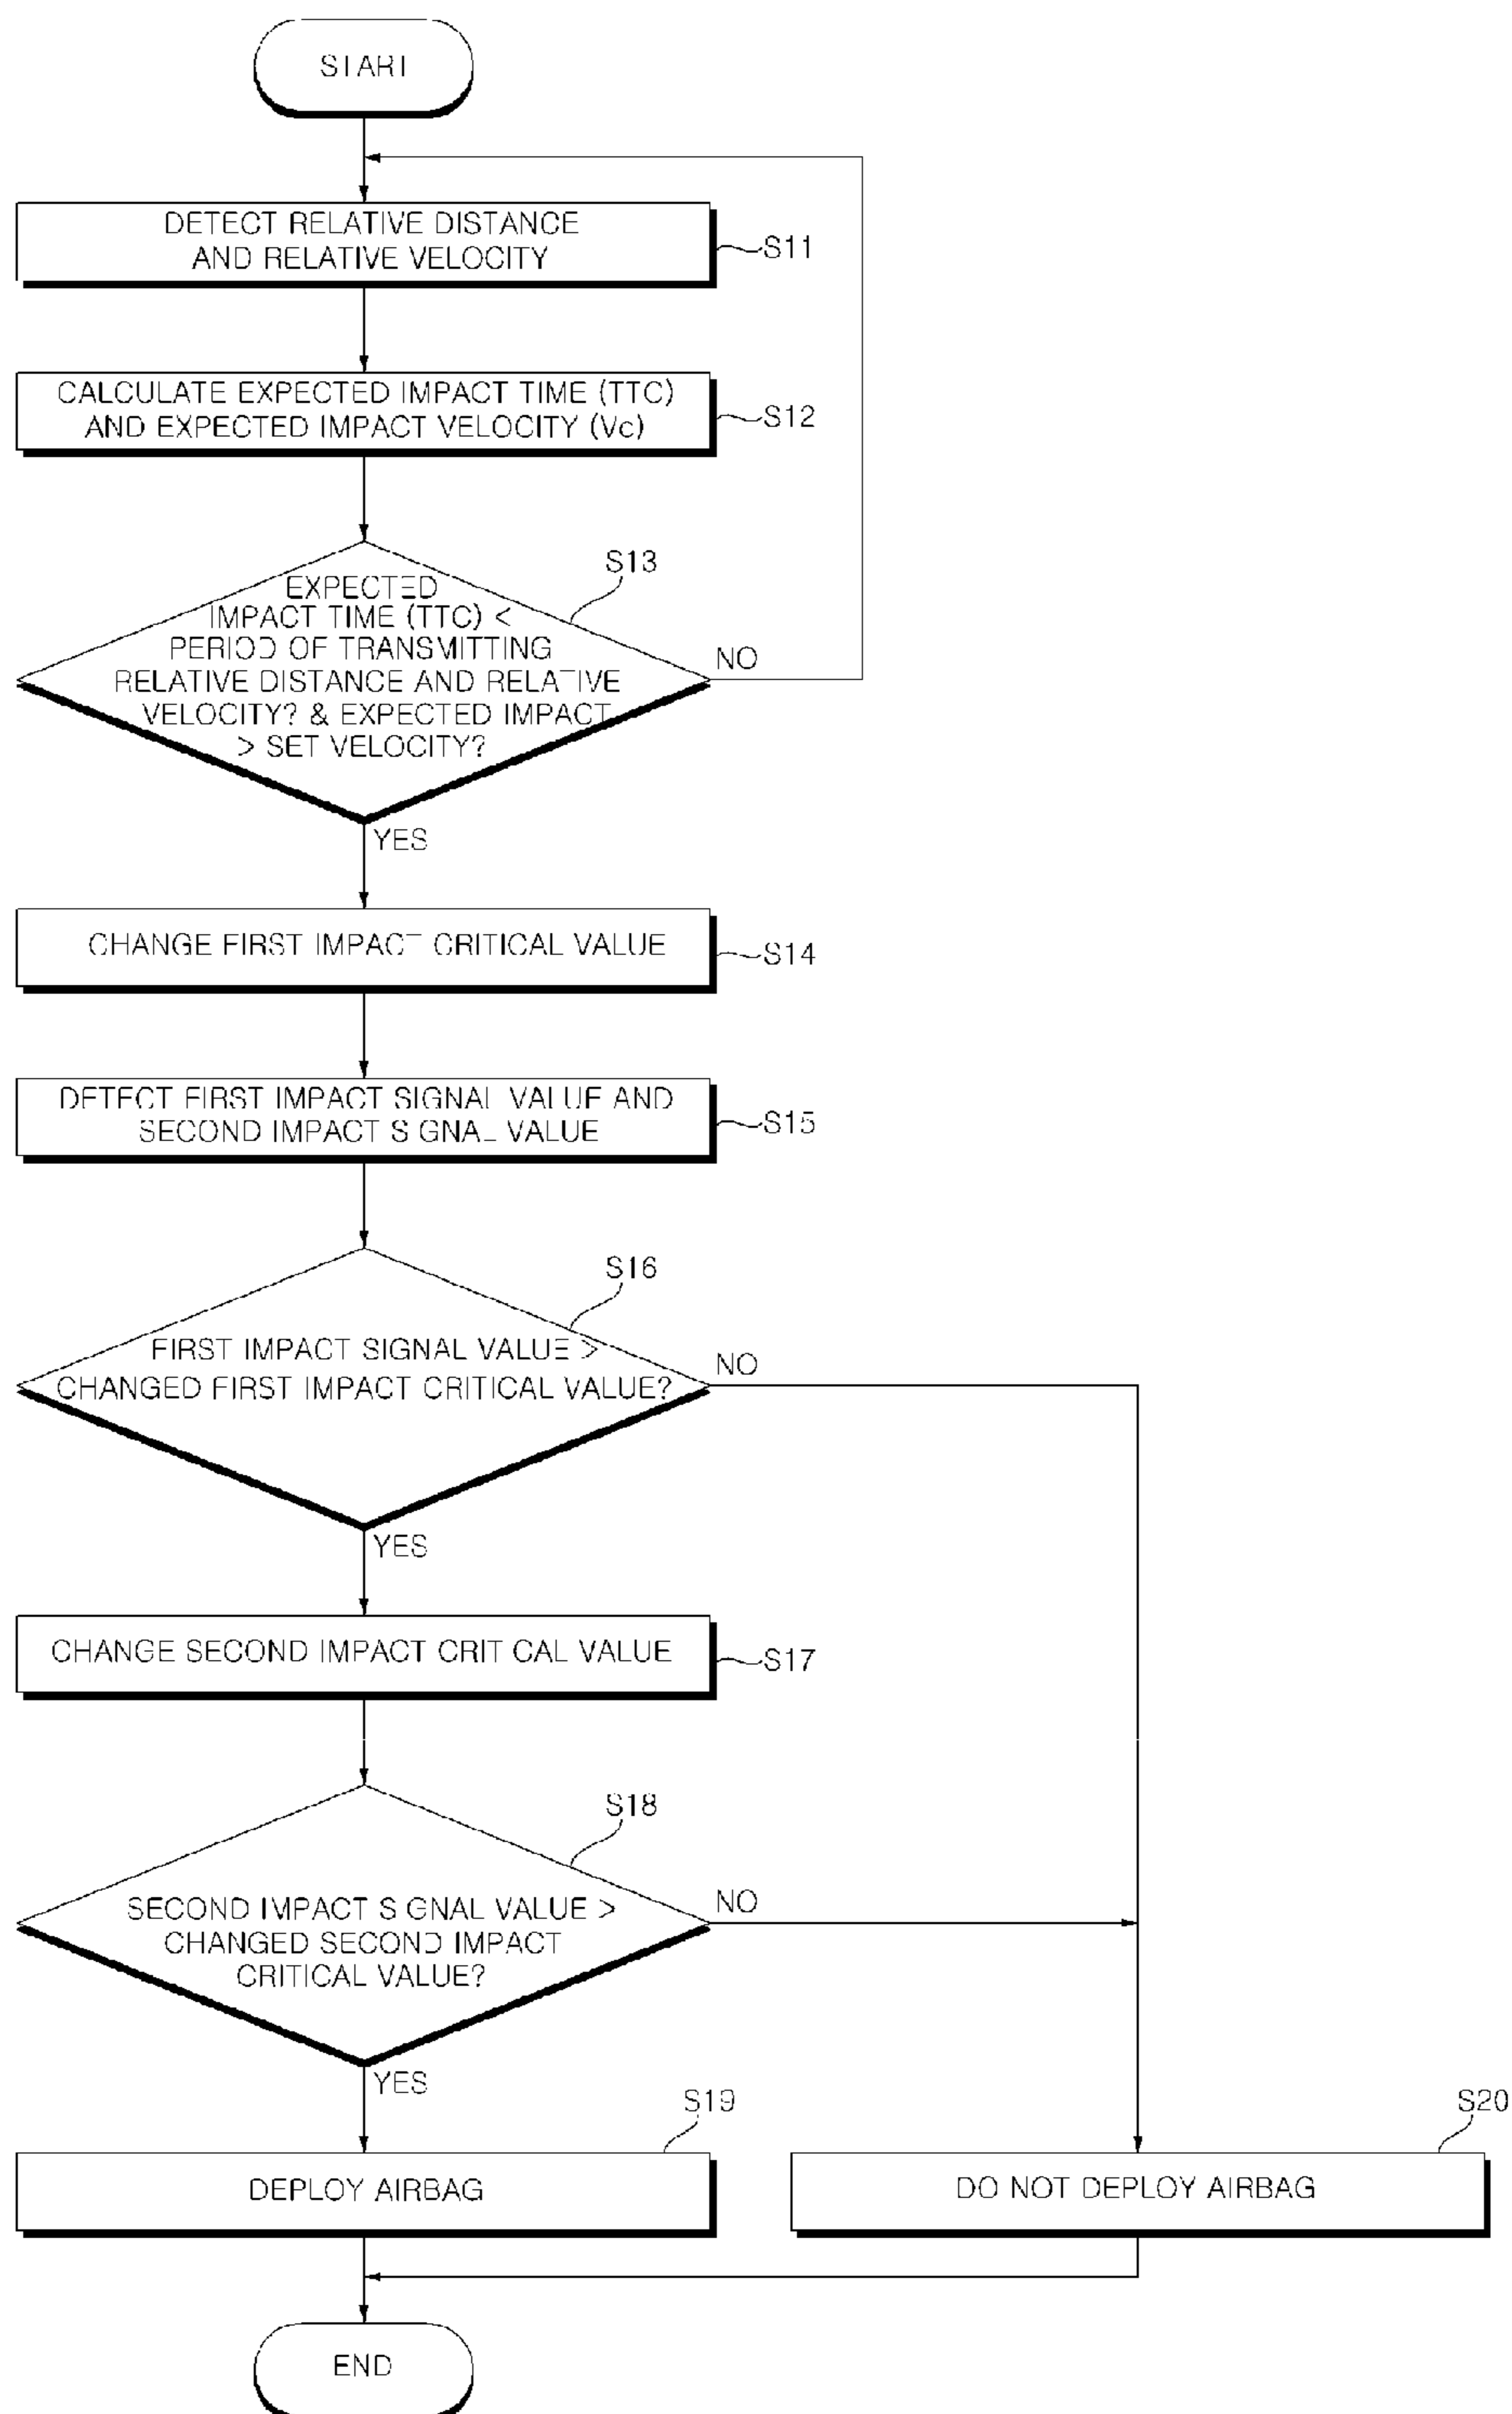 START
DETECT RELATIVE DISTANCE
AND RELATIVE VELOCITY
S11
CALCULATE EXPECTED IMPACT TIME (TTC)
AND EXPECTED IMPACT VELOCITY (Vc)
S12
S13
EXPECTED
IMPACT TIME (TTC) <
PERIOD OF TRANSMITTING
RELATIVE DISTANCE AND RELATIVE
VELOCITY? & EXPECTED IMPACT
> SET VELOCITY?
NO
YES
CHANGE FIRST IMPACT CRITICAL VALUE
S14
DETECT FIRST IMPACT SIGNAL VALUE AND
SECOND IMPACT SIGNAL VALUE
S15
S16
FIRST IMPACT SIGNAL VALUE >
CHANGED FIRST IMPACT CRITICAL VALUE?
NO
YES
CHANGE SECOND IMPACT CRITICAL VALUE
S17
S18
SECOND IMPACT SIGNAL VALUE >
CHANGED SECOND IMPACT
CRITICAL VALUE?
NO
YES
S19
DEPLOY AIRBAG
S20
DO NOT DEPLOY AIRBAG
END